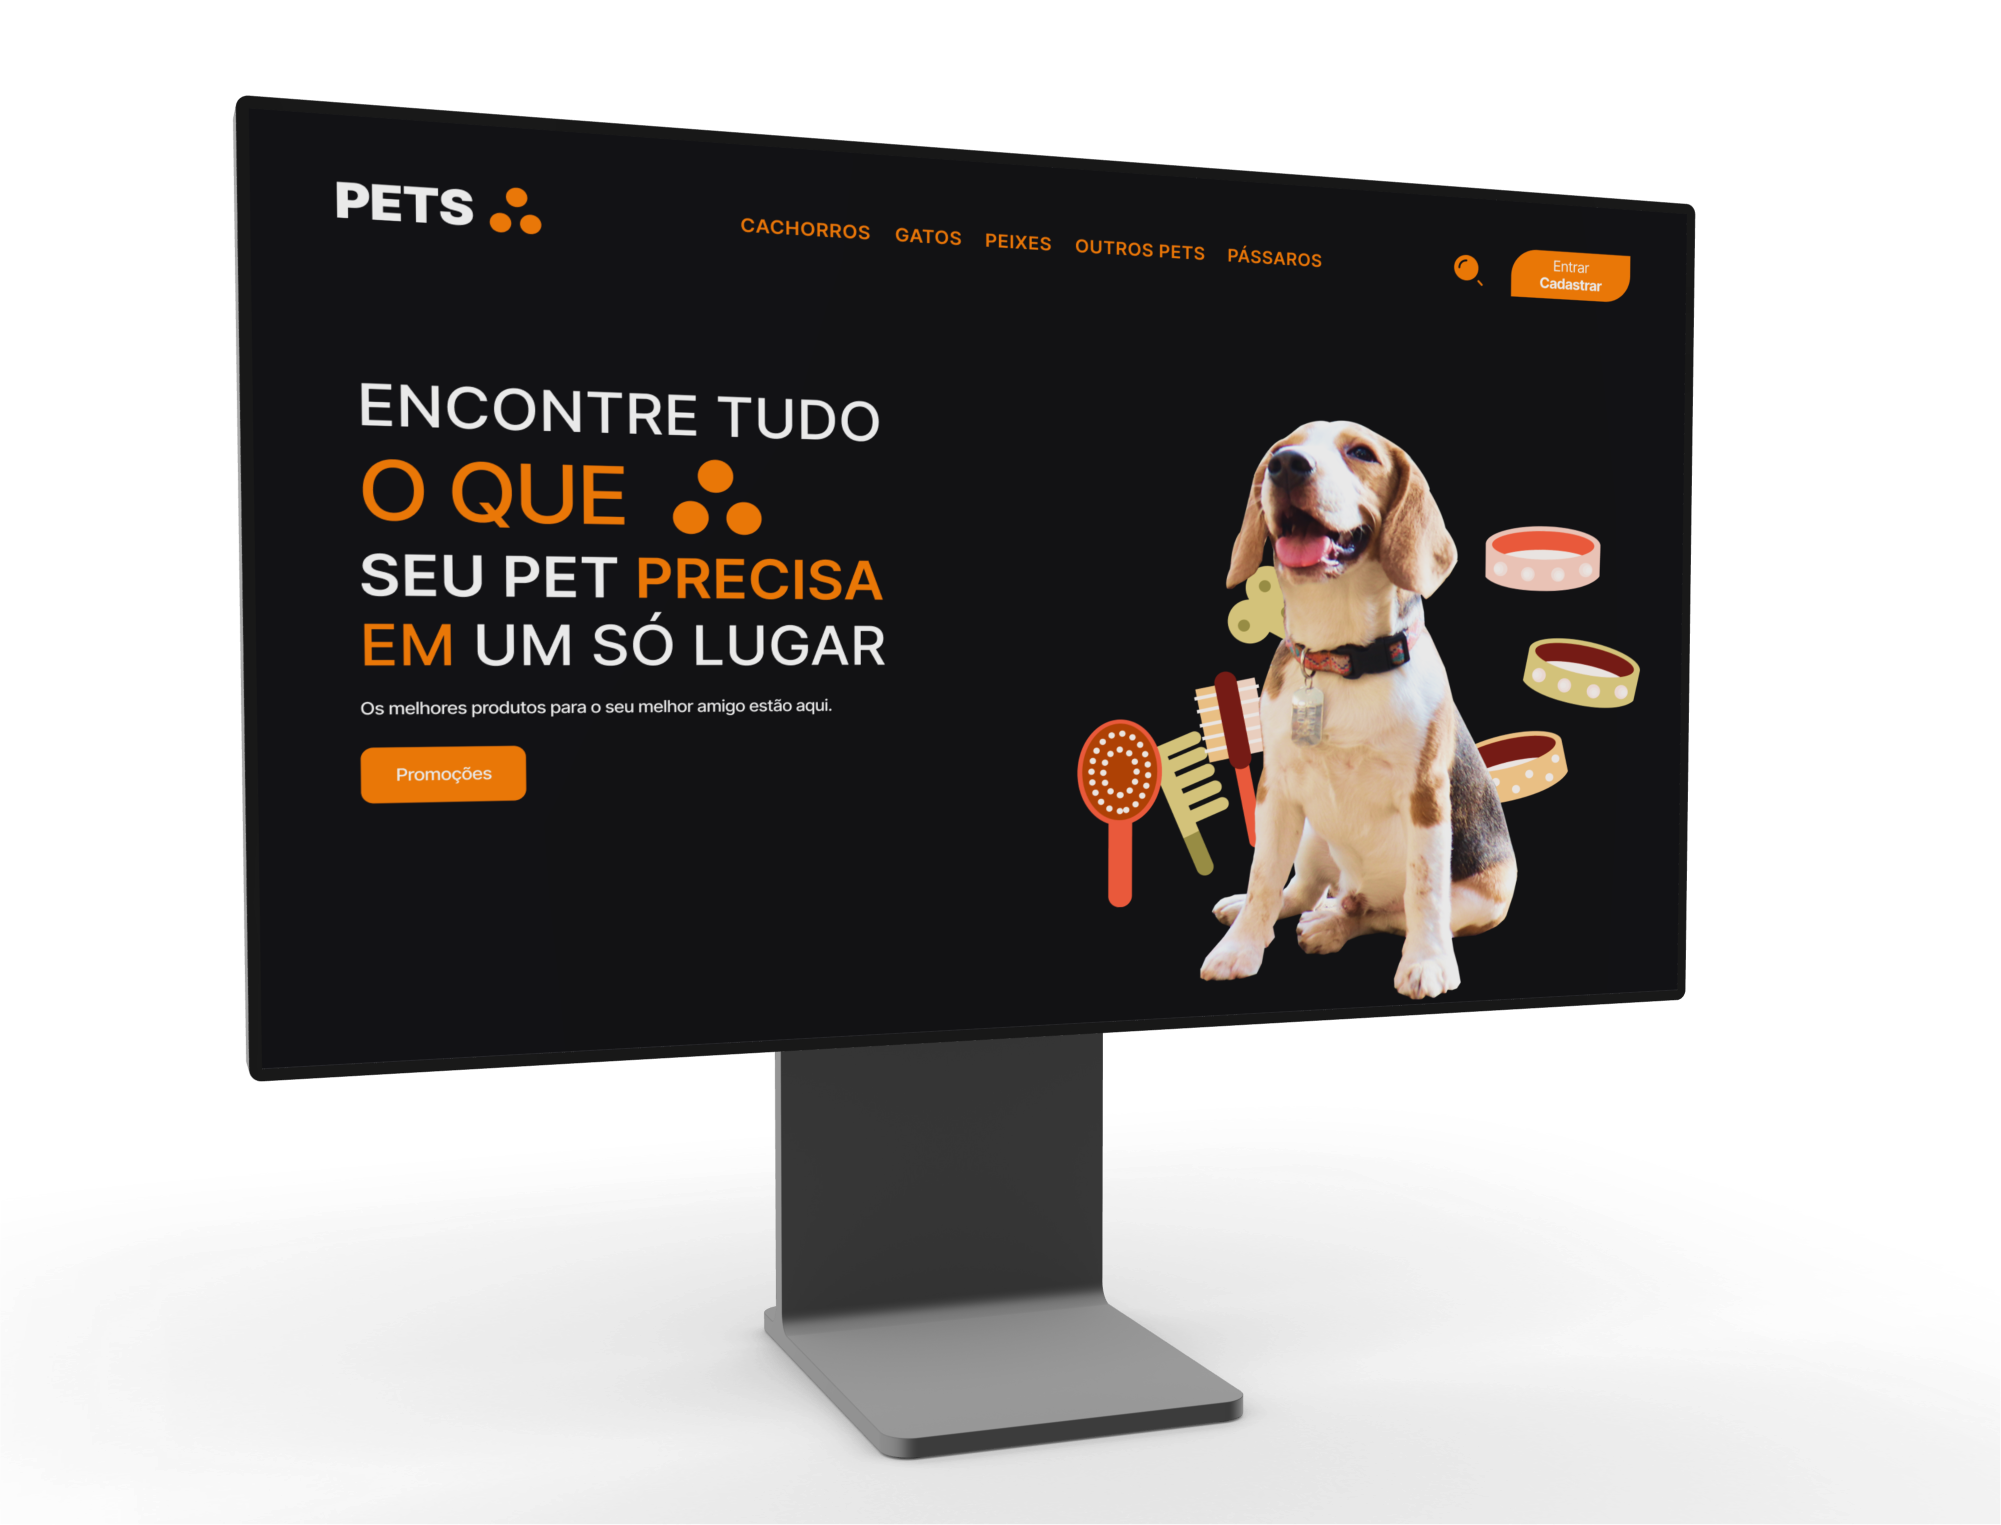 PETS
CACHORROS GATOS PEIXES OUTROS PETS PÁSSAROS
Entrar
Cadastrar
ENCONTRE TUDO
O QUE
SEU PET PRECISA
EM UM SÓ LUGAR
Os melhores produtos para o seu melhor amigo estão aqui.
Promoções